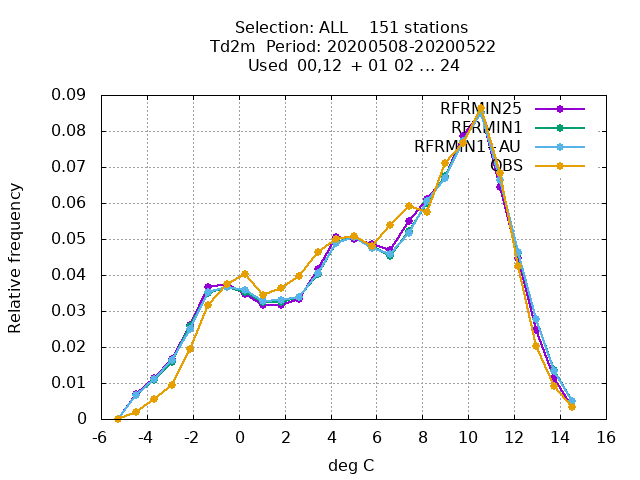 Selection: ALL    151 stations
Td2m  Period: 20200508-20200522
Used  00,12  + 01 02 ... 24
0.09
0.08
0.07
0.06
0.05
0.04
0.03
0.02
0.01
0
Relative frequency
RFRMIN25
RFRMIN1
RFRMIN1_AU
OBS
-6 -4 -2 0 2 4 6 8 10 12 14 16
deg C